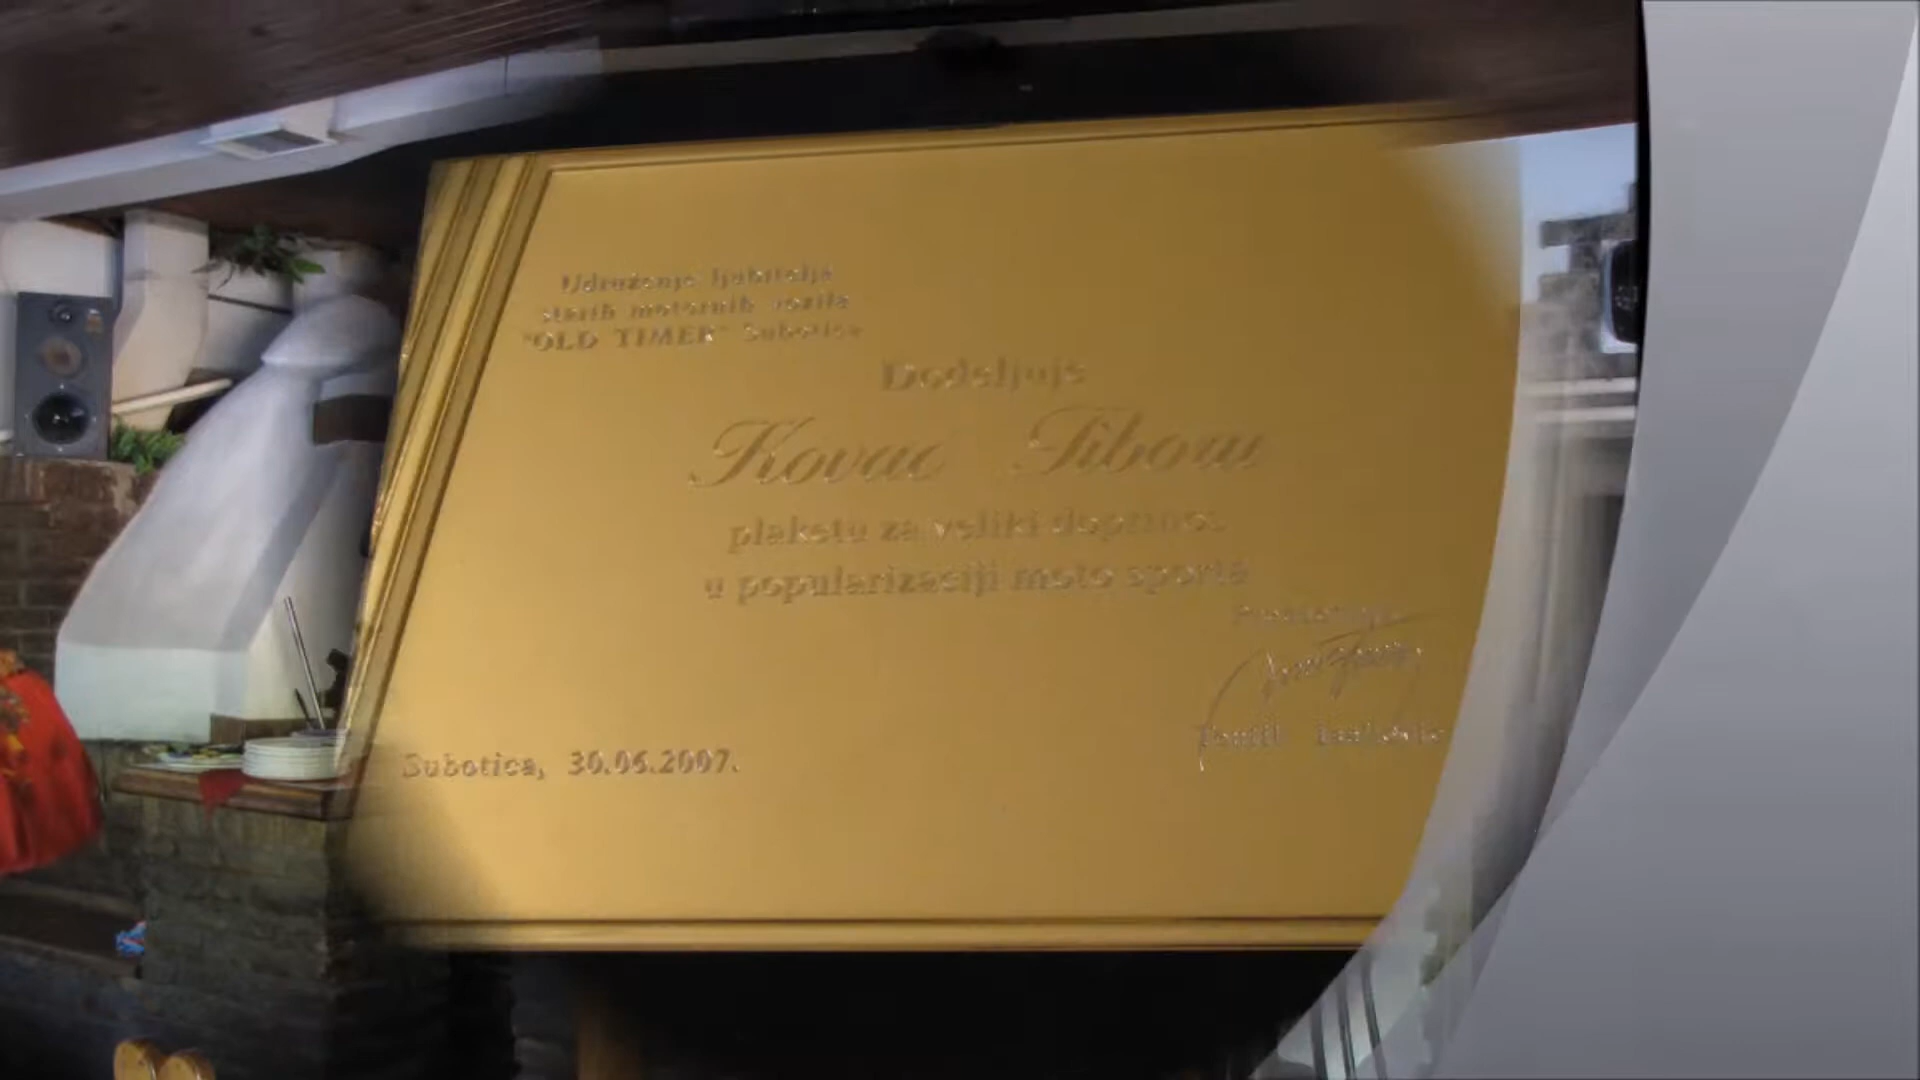 Udruženje ljubitelja
starih motornih vozila
"OLD TIMER" Subotica
Dodeljuje
Kovac Tiboru
plaketu za veliki doprinos
u popularizaciji moto sporta
Subotica, 30.06.2007.